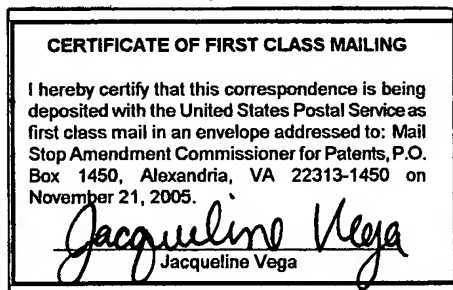 CERTIFICATE OF FIRST CLASS MAILING
I hereby certify that this correspondence is being
deposited with the United States Postal Service as
first class mail in an envelope addressed to: Mail
Stop Amendment Commissioner for Patents, P.O.
Box 1450, Alexandria, VA 22313-1450 on
November 21, 2005.
Jacqueline Vega
Jacqueline Vega